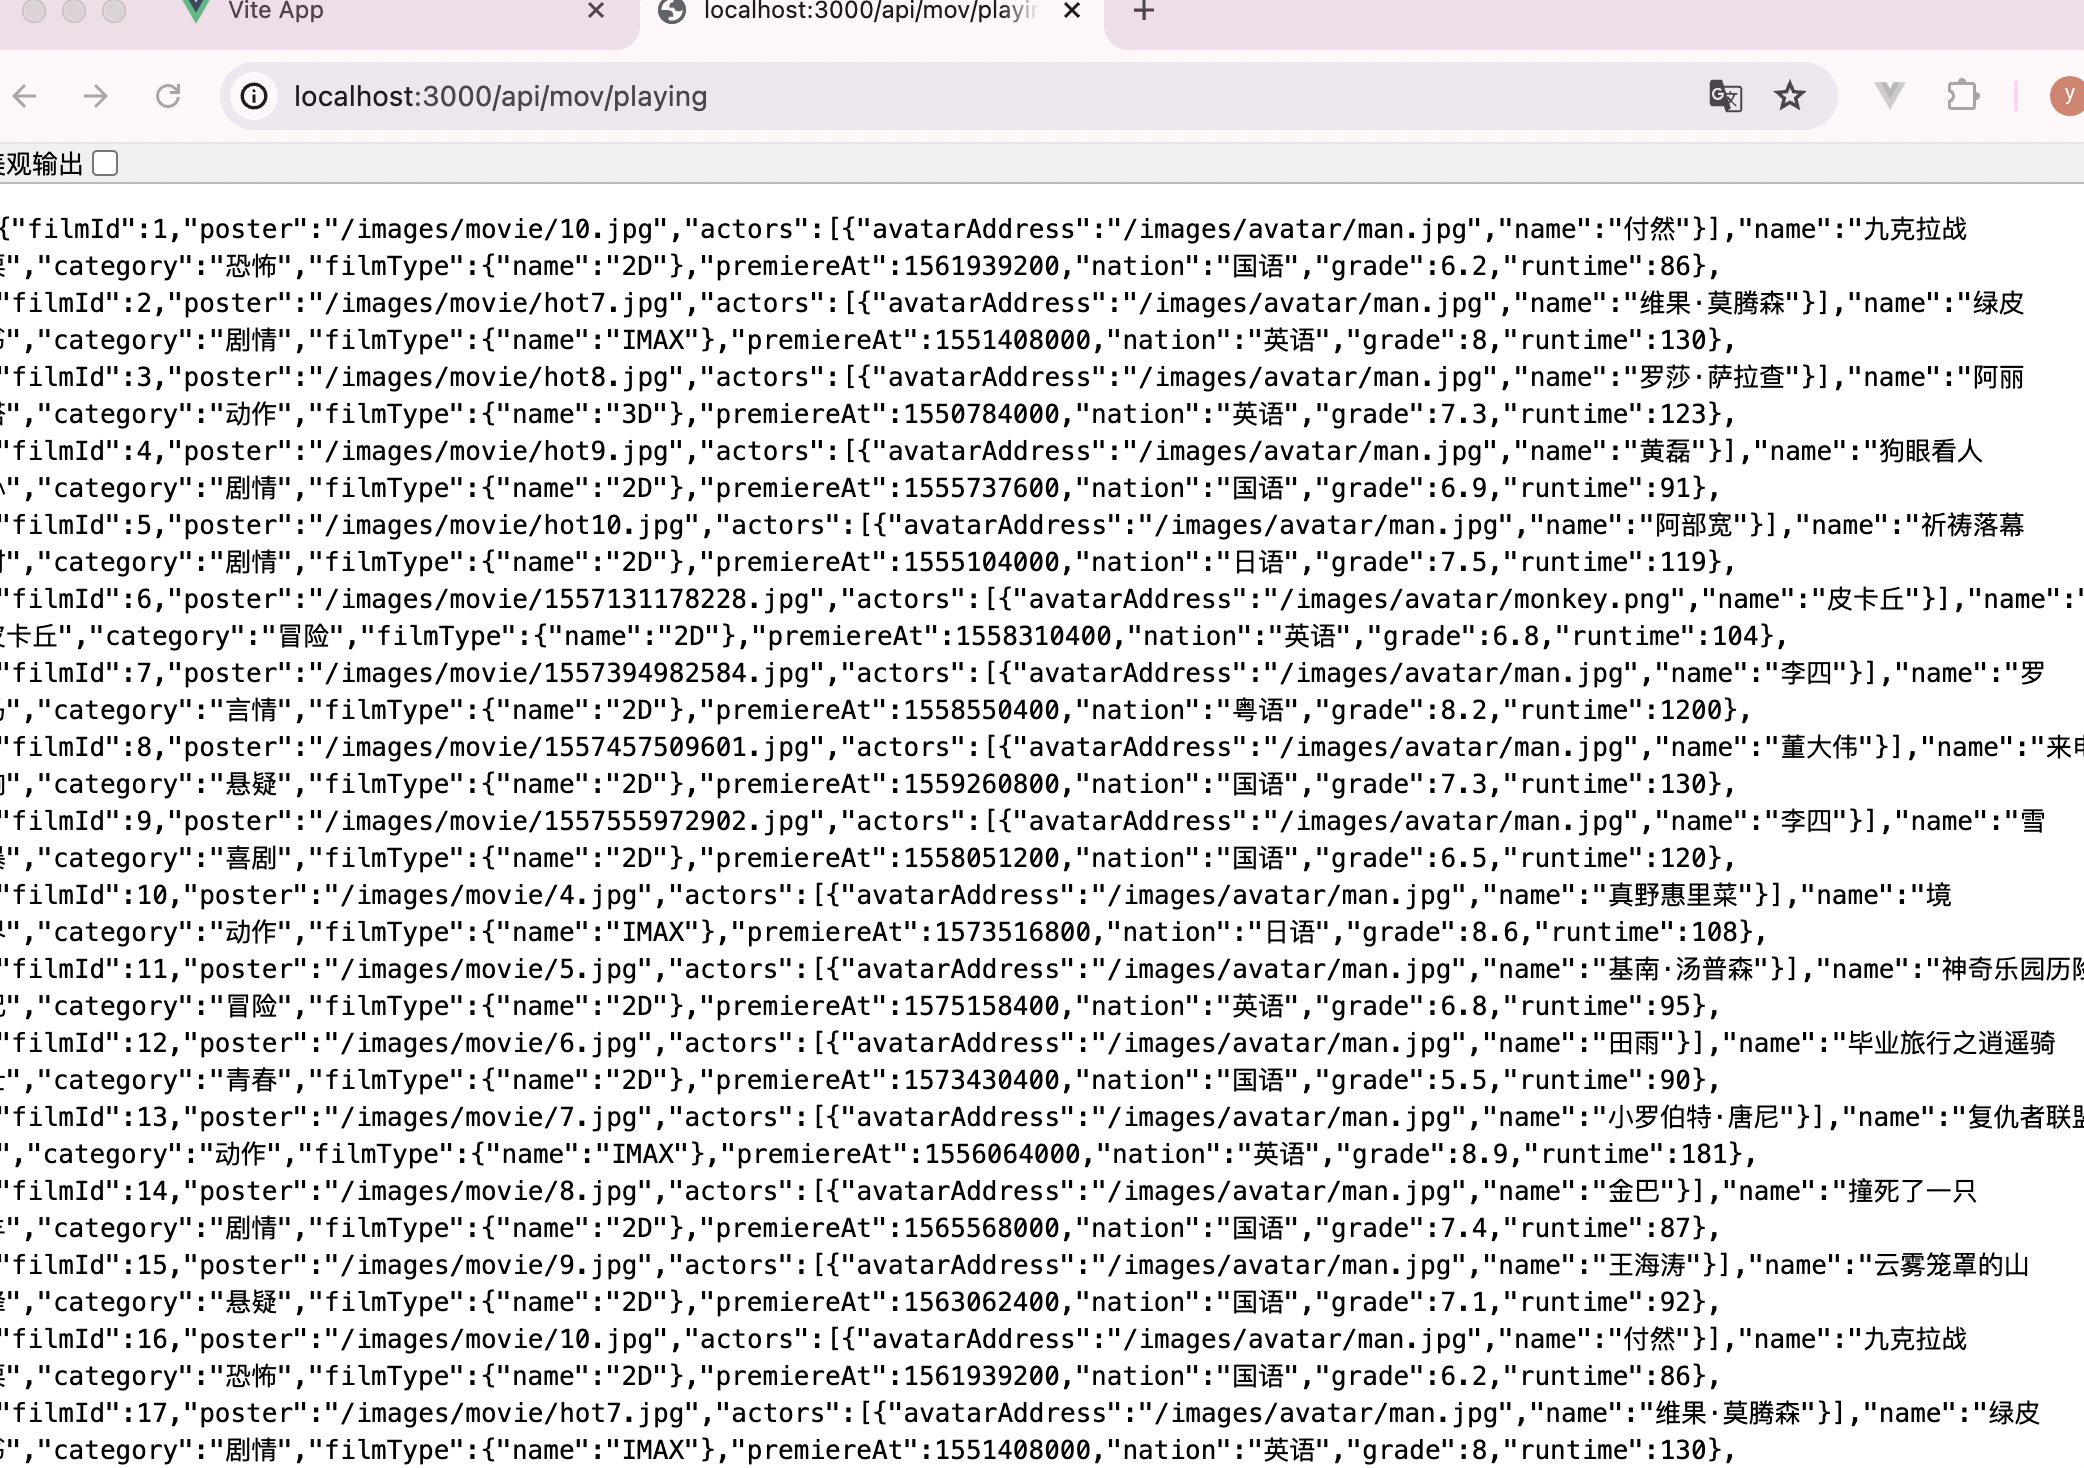 Vite App
localhost:3000/api/mov/playin
localhost:3000/api/mov/playing
y
观输出
{"filmId":1,"poster":"/images/movie/10.jpg","actors":[{"avatarAddress":"/images/avatar/man.jpg","name":"付然"}],"name":"九克拉战
","category":"恐怖","filmType":{"name":"2D"},"premiereAt":1561939200,"nation":"国语","grade":6.2,"runtime":86},
"filmId":2,"poster":"/images/movie/hot7.jpg","actors":[{"avatarAddress":"/images/avatar/man.jpg","name":"维果·莫腾森"}],"name":"绿皮
","category":"剧情","filmType":{"name":"IMAX"},"premiereAt":1551408000,"nation":"英语","grade":8,"runtime":130},
"filmId":3,"poster":"/images/movie/hot8.jpg","actors":[{"avatarAddress":"/images/avatar/man.jpg","name":"罗莎·萨拉查"}],"name":"阿丽
","category":"动作","filmType":{"name":"3D"},"premiereAt":1550784000,"nation":"英语","grade":7.3,"runtime":123},
"filmId":4,"poster":"/images/movie/hot9.jpg","actors":[{"avatarAddress":"/images/avatar/man.jpg","name":"黄磊"}],"name":"狗眼看人
","category":"剧情","filmType":{"name":"2D"},"premiereAt":1555737600,"nation":"国语","grade":6.9,"runtime":91},
"filmId":5,"poster":"/images/movie/hot10.jpg","actors":[{"avatarAddress":"/images/avatar/man.jpg","name":"阿部宽"}],"name":"祈祷落幕
","category":"剧情","filmType":{"name":"2D"},"premiereAt":1555104000,"nation":"日语","grade":7.5,"runtime":119},
"filmId":6,"poster":"/images/movie/1557131178228.jpg","actors":[{"avatarAddress":"/images/avatar/monkey.png","name":"皮卡丘"}],"name":"
卡丘","category":"冒险","filmType":{"name":"2D"},"premiereAt":1558310400,"nation":"英语","grade":6.8,"runtime":104},
"filmId":7,"poster":"/images/movie/1557394982584.jpg","actors":[{"avatarAddress":"/images/avatar/man.jpg","name":"李四"}],"name":"罗
","category":"言情","filmType":{"name":"2D"},"premiereAt":1558550400,"nation":"粤语","grade":8.2,"runtime":1200},
"filmId":8,"poster":"/images/movie/1557457509601.jpg","actors":[{"avatarAddress":"/images/avatar/man.jpg","name":"董大伟"}],"name":"来
","category":"悬疑","filmType":{"name":"2D"},"premiereAt":1559260800,"nation":"国语","grade":7.3,"runtime":130},
"filmId":9,"poster":"/images/movie/1557555972902.jpg","actors":[{"avatarAddress":"/images/avatar/man.jpg","name":"李四"}],"name":"雪
","category":"喜剧","filmType":{"name":"2D"},"premiereAt":1558051200,"nation":"国语","grade":6.5,"runtime":120},
"filmId":10,"poster":"/images/movie/4.jpg","actors":[{"avatarAddress":"/images/avatar/man.jpg","name":"真野惠里菜"}],"name":"境
","category":"动作","filmType":{"name":"IMAX"},"premiereAt":1573516800,"nation":"日语","grade":8.6,"runtime":108},
"filmId":11,"poster":"/images/movie/5.jpg","actors":[{"avatarAddress":"/images/avatar/man.jpg","name":"基南·汤普森"}],"name":"神奇乐园历险
","category":"冒险","filmType":{"name":"2D"},"premiereAt":1575158400,"nation":"英语","grade":6.8,"runtime":95},
"filmId":12,"poster":"/images/movie/6.jpg","actors":[{"avatarAddress":"/images/avatar/man.jpg","name":"田雨"}],"name":"毕业旅行之逍遥骑
","category":"青春","filmType":{"name":"2D"},"premiereAt":1573430400,"nation":"国语","grade":5.5,"runtime":90},
"filmId":13,"poster":"/images/movie/7.jpg","actors":[{"avatarAddress":"/images/avatar/man.jpg","name":"小罗伯特·唐尼"}],"name":"复仇者联盟
","category":"动作","filmType":{"name":"IMAX"},"premiereAt":1556064000,"nation":"英语","grade":8.9,"runtime":181},
"filmId":14,"poster":"/images/movie/8.jpg","actors":[{"avatarAddress":"/images/avatar/man.jpg","name":"金巴"}],"name":"撞死了一只
","category":"剧情","filmType":{"name":"2D"},"premiereAt":1565568000,"nation":"国语","grade":7.4,"runtime":87},
"filmId":15,"poster":"/images/movie/9.jpg","actors":[{"avatarAddress":"/images/avatar/man.jpg","name":"王海涛"}],"name":"云雾笼罩的山
","category":"悬疑","filmType":{"name":"2D"},"premiereAt":1563062400,"nation":"国语","grade":7.1,"runtime":92},
"filmId":16,"poster":"/images/movie/10.jpg","actors":[{"avatarAddress":"/images/avatar/man.jpg","name":"付然"}],"name":"九克拉战
","category":"恐怖","filmType":{"name":"2D"},"premiereAt":1561939200,"nation":"国语","grade":6.2,"runtime":86},
"filmId":17,"poster":"/images/movie/hot7.jpg","actors":[{"avatarAddress":"/images/avatar/man.jpg","name":"维果·莫腾森"}],"name":"绿皮
","category":"剧情","filmType":{"name":"IMAX"},"premiereAt":1551408000,"nation":"英语","grade":8,"runtime":130},